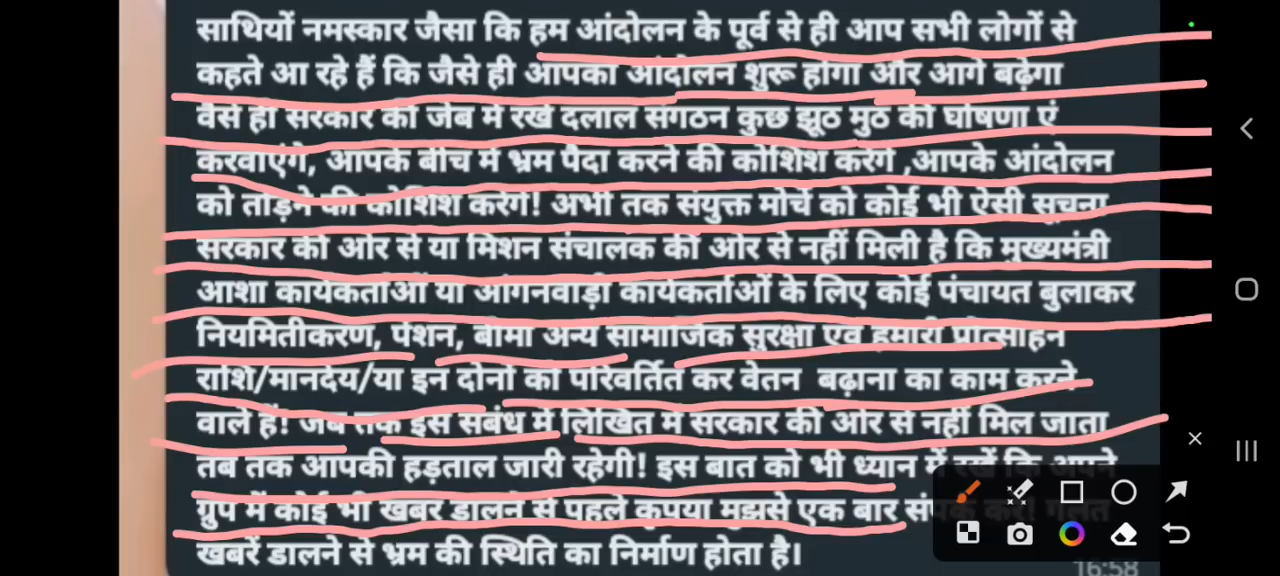 साथियों नमस्कार जैसा कि हम आंदोलन के पूर्व से ही आप सभी लोगों से
कहते आ रहे हैं कि जैसे ही आपका आंदोलन शुरू होगा और आगे बढ़ेगा
वैसे ही सरकार की जेब में रखे दलाल संगठन कुछ झूठ मुठ की घोषणा एं
करवाएंगे, आपके बीच में भ्रम पैदा करने की कोशिश करेंगे ,आपके आंदोलन
को तोड़ने की कोशिश करेंगे! अभी तक संयुक्त मोर्चे को कोई भी ऐसी सूचना
सरकार की ओर से या मिशन संचालक की ओर से नहीं मिली है कि मुख्यमंत्री
आशा कार्यकर्ताओं या आंगनवाड़ी कार्यकर्ताओं के लिए कोई पंचायत बुलाकर
नियमितीकरण, पेंशन, बीमा अन्य सामाजिक सुरक्षा एवं हमारी प्रोत्साहन
राशि/मानदेय/या इन दोनों को परिवर्तित कर वेतन बढ़ाना का काम करने
वाले हैं! जब तक इस संबंध में लिखित में सरकार की ओर से नहीं मिल जाता
तब तक आपकी हड़ताल जारी रहेगी! इस बात को भी ध्यान में रखें कि अपने
ग्रुप में कोई भी खबर डालने से पहले कृपया मुझसे एक बार संपर्क करें! गलत
खबरें डालने से भ्रम की स्थिति का निर्माण होता है।
16:58